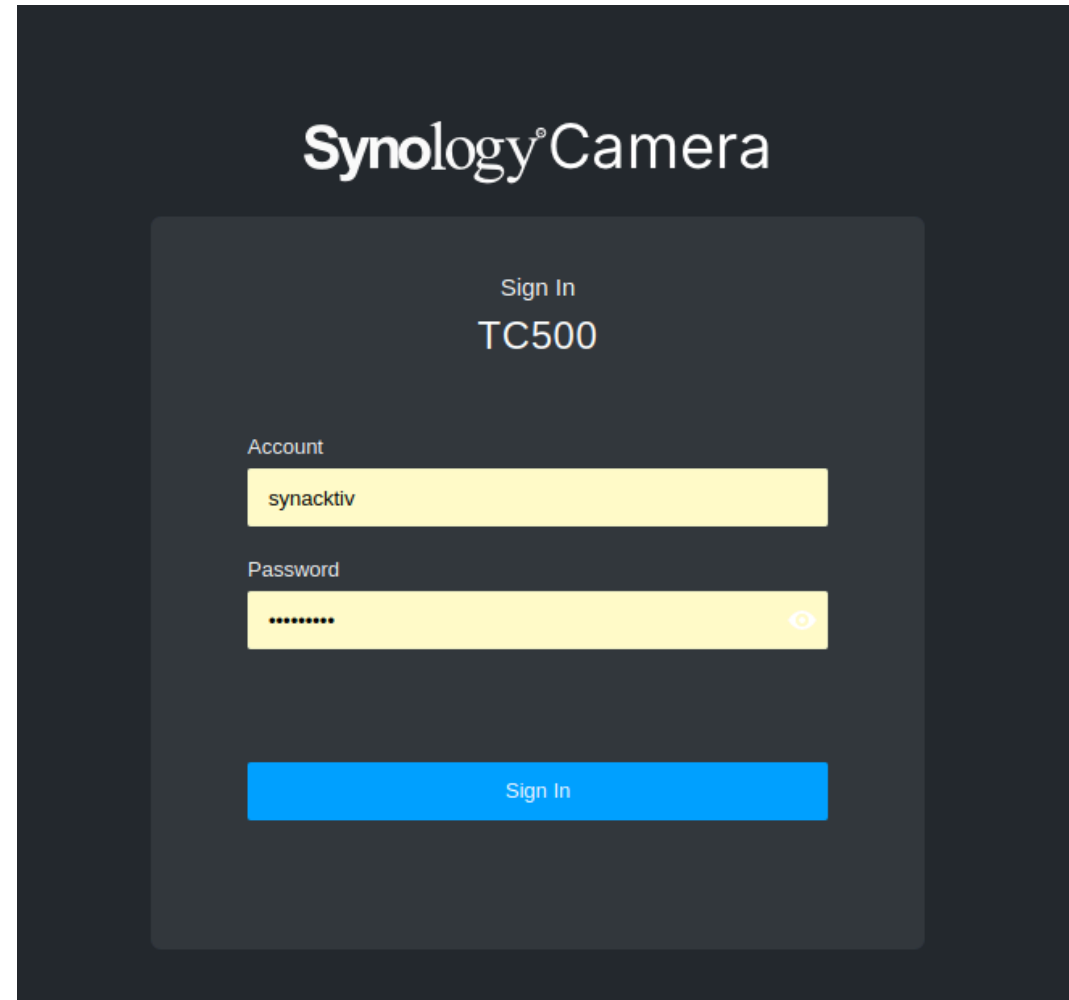 Synology® Camera
Sign In
TC500
Account
synacktiv
Password
•••••••••
Sign In